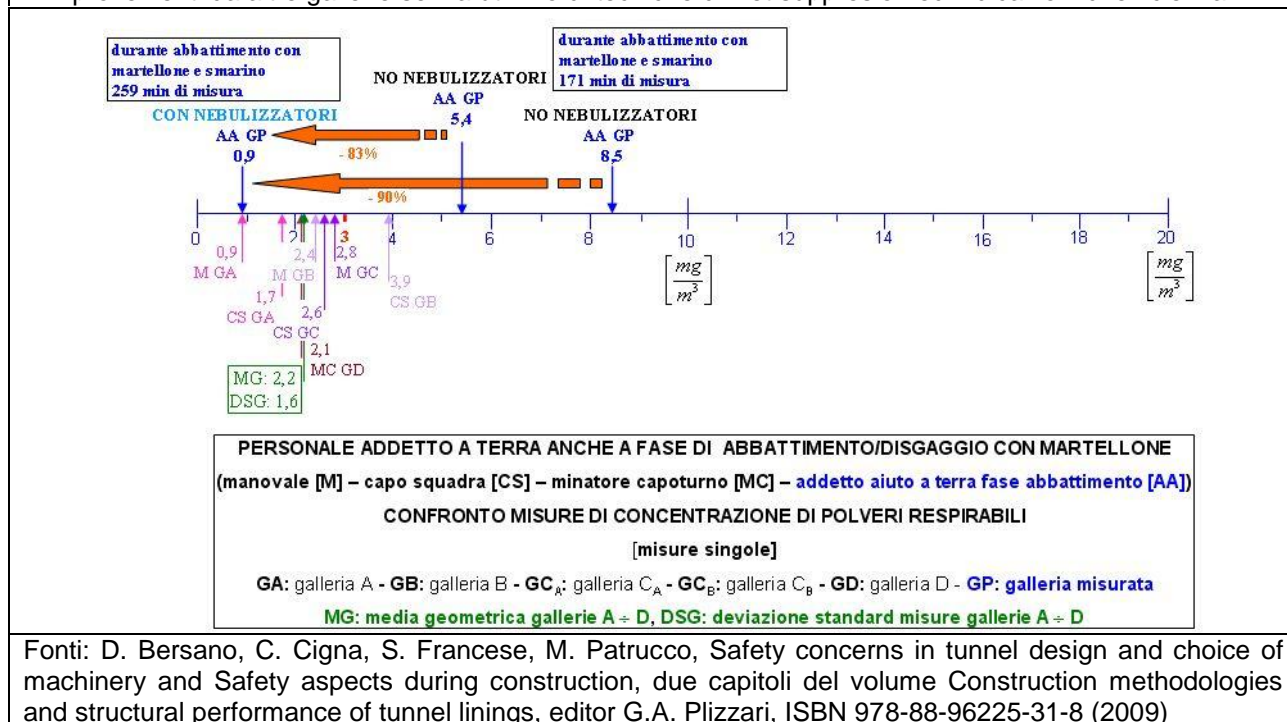 durante abbattimento con
martellone e smarino
259 min di misura
durante abbattimento con
martellone e smarino
171 min di misura
NO NEBULIZZATORI
AA GP
5,4
CON NEBULIZZATORI
AA GP
0,9
NO NEBULIZZATORI
AA GP
8,5
- 83%
- 90%
0 2 3 4 6 8 10 12 14 16 18 20
[mg/m³]
[mg/m³]
0,9
M GA
2,4
M GB
2,8
M GC
3,9
CS GB
1,7
CS GA
2,6
CS GC
2,1
MC GD
MG: 2,2
DSG: 1,6
PERSONALE ADDETTO A TERRA ANCHE A FASE DI ABBATTIMENTO/DISGAGGIO CON MARTELLONE
(manovale [M] – capo squadra [CS] – minatore capoturno [MC] – addetto aiuto a terra fase abbattimento [AA])
CONFRONTO MISURE DI CONCENTRAZIONE DI POLVERI RESPIRABILI
[misure singole]
GA: galleria A - GB: galleria B - GC_A: galleria C_A - GC_B: galleria C_B - GD: galleria D - GP: galleria misurata
MG: media geometrica gallerie A ÷ D, DSG: deviazione standard misure gallerie A ÷ D
Fonti: D. Bersano, C. Cigna, S. Francese, M. Patrucco, Safety concerns in tunnel design and choice of
machinery and Safety aspects during construction, due capitoli del volume Construction methodologies
and structural performance of tunnel linings, editor G.A. Plizzari, ISBN 978-88-96225-31-8 (2009)